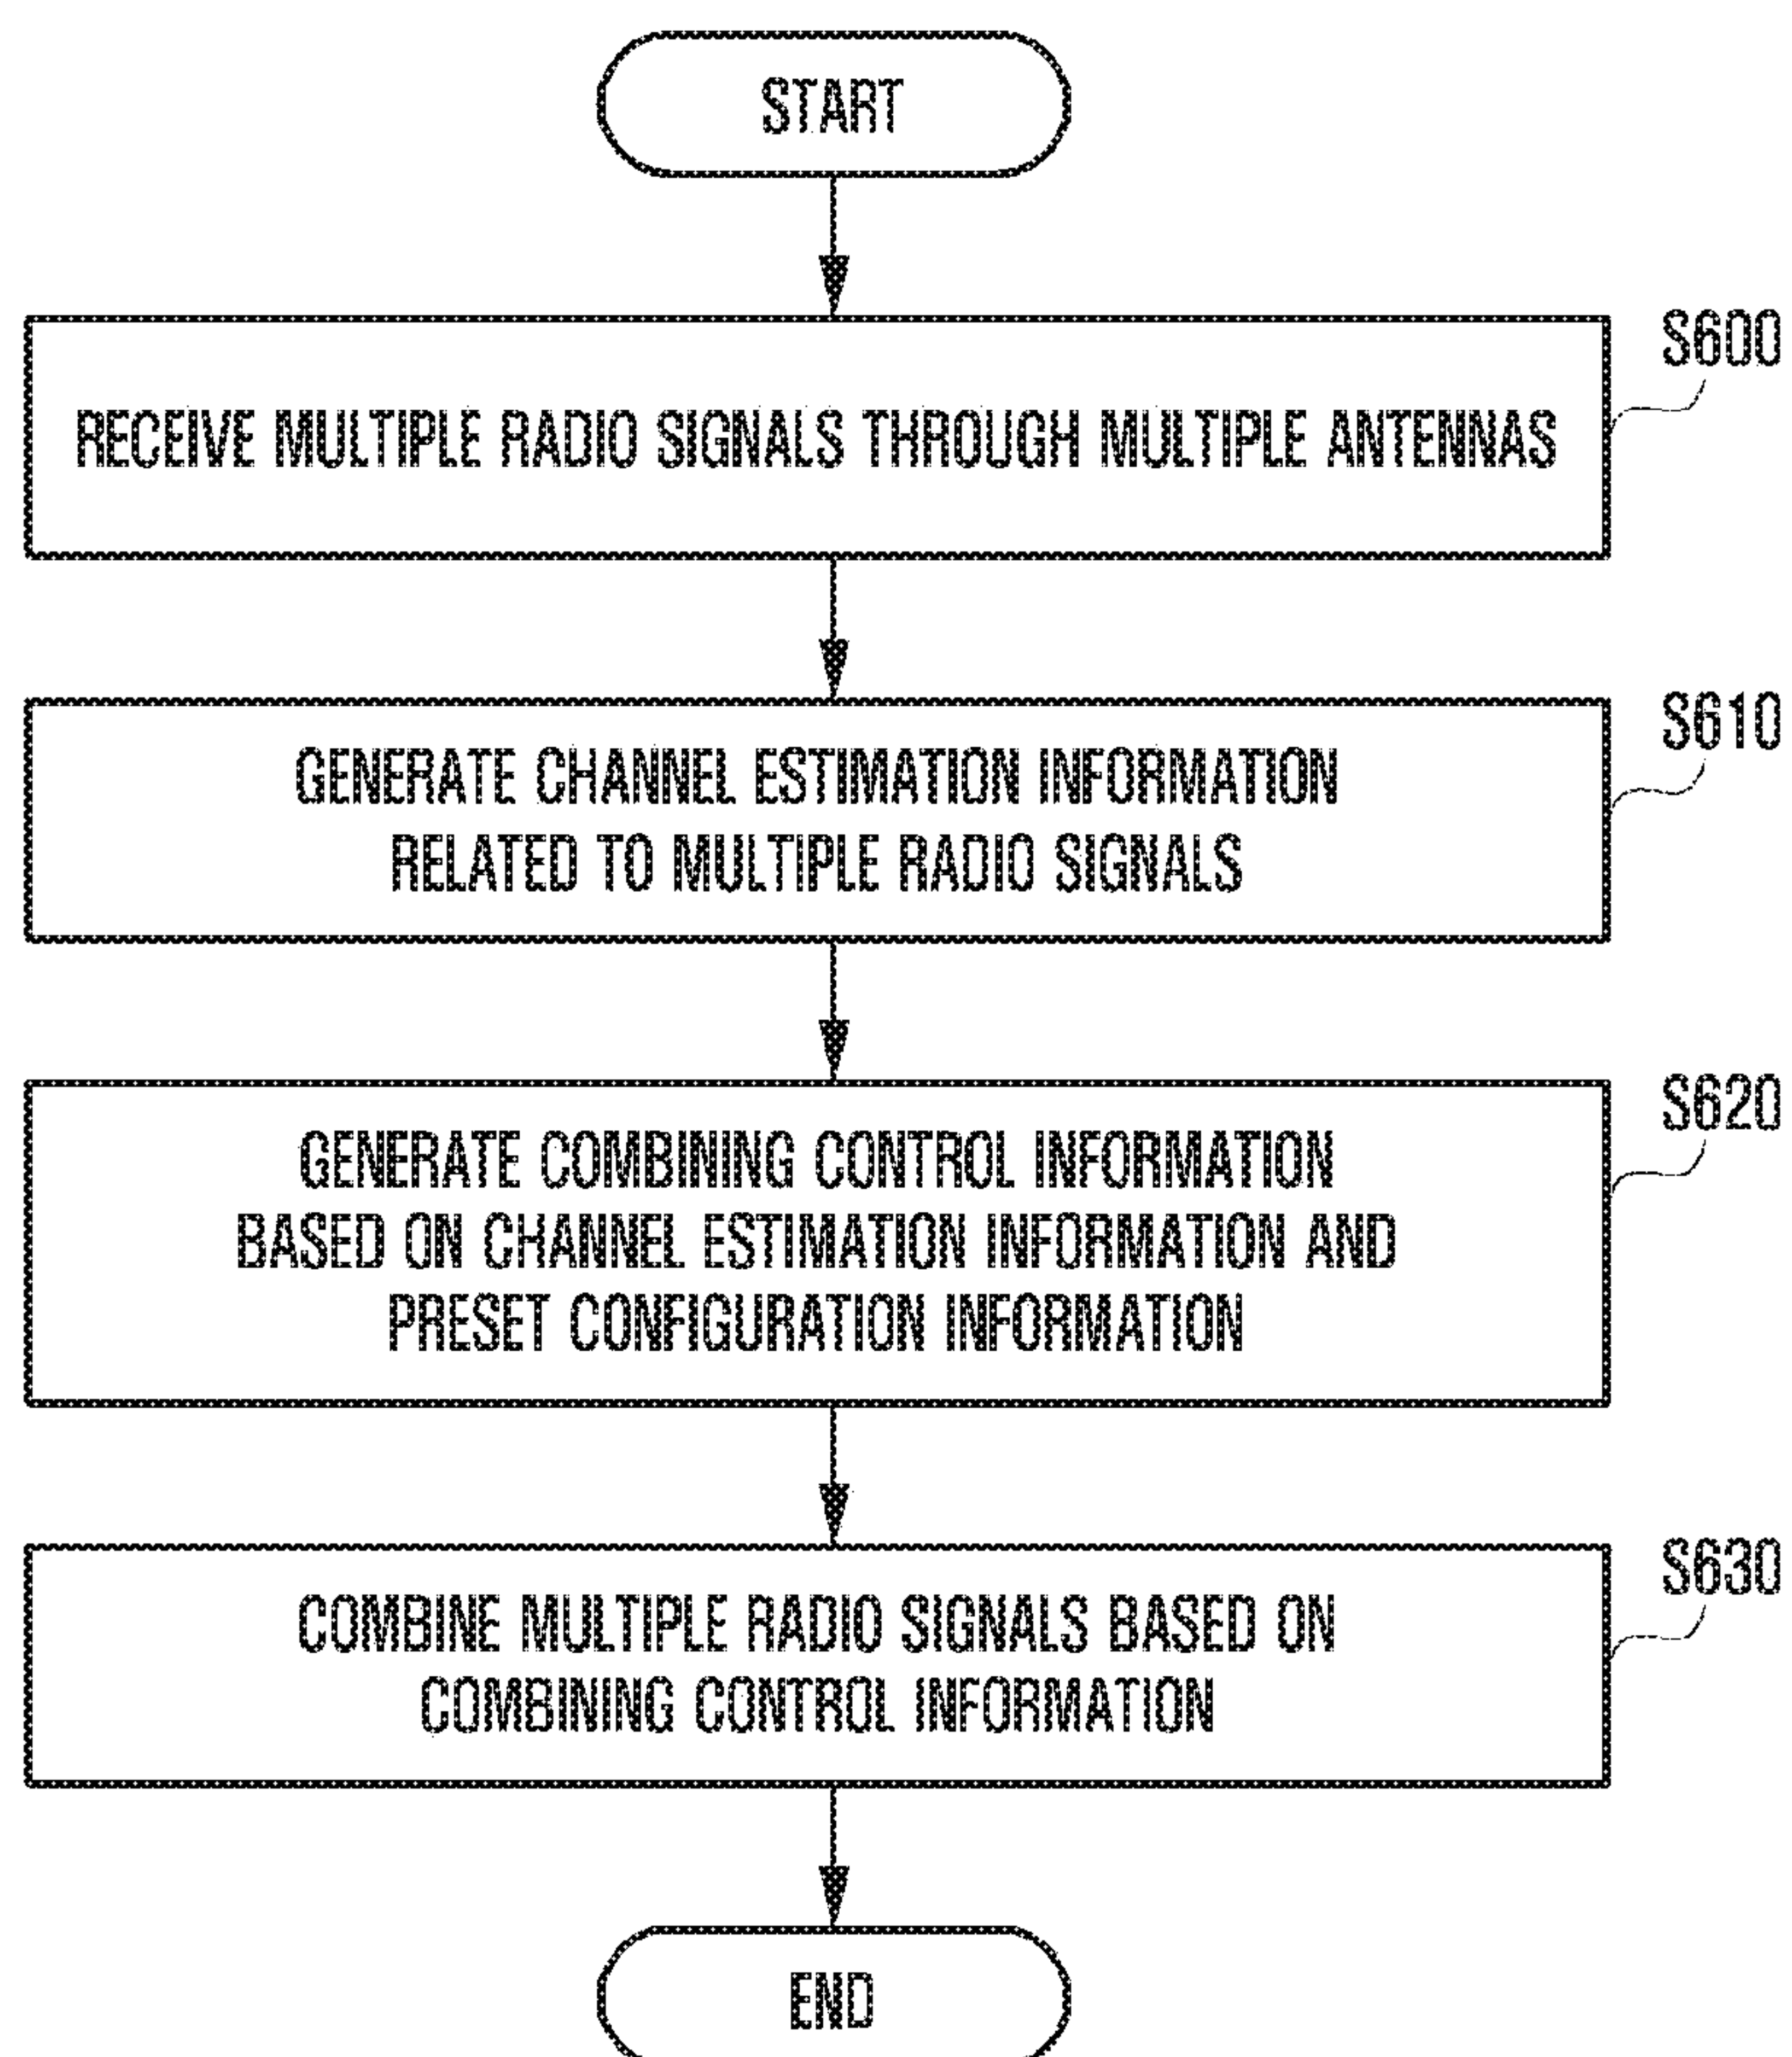 START
S600
RECEIVE MULTIPLE RADIO SIGNALS THROUGH MULTIPLE ANTENNAS
S610
GENERATE CHANNEL ESTIMATION INFORMATION
RELATED TO MULTIPLE RADIO SIGNALS
S620
GENERATE COMBINING CONTROL INFORMATION
BASED ON CHANNEL ESTIMATION INFORMATION AND
PRESET CONFIGURATION INFORMATION
S630
COMBINE MULTIPLE RADIO SIGNALS BASED ON
COMBINING CONTROL INFORMATION
END